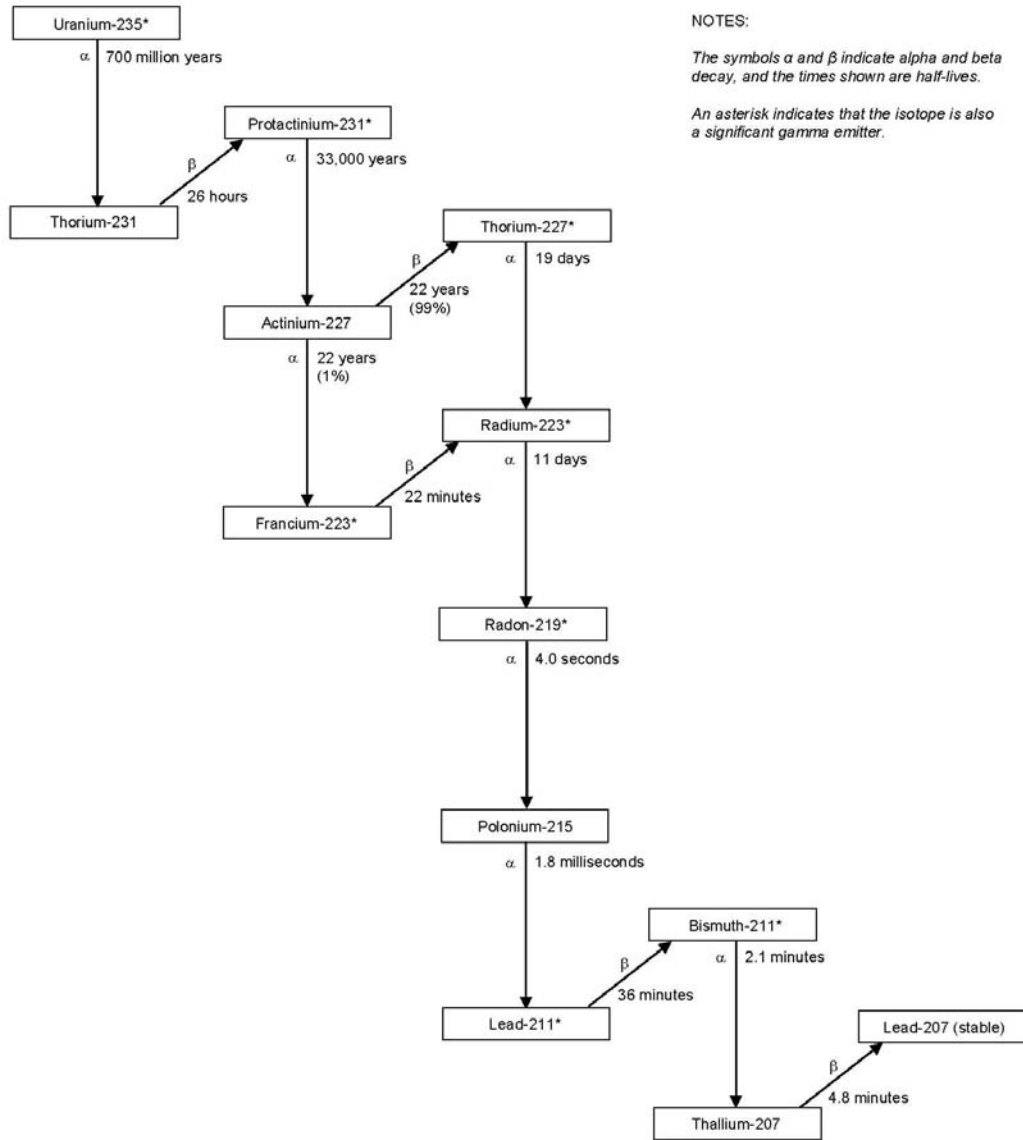 Uranium-235*
α 700 million years
NOTES:
The symbols α and β indicate alpha and beta
decay, and the times shown are half-lives.
An asterisk indicates that the isotope is also
a significant gamma emitter.
Protactinium-231*
α 33,000 years
β
26 hours
Thorium-231
Thorium-227*
α 19 days
β
22 years
(99%)
Actinium-227
α 22 years
(1%)
Radium-223*
α 11 days
β
22 minutes
Francium-223*
Radon-219*
α 4.0 seconds
Polonium-215
α 1.8 milliseconds
Bismuth-211*
α 2.1 minutes
β
36 minutes
Lead-211*
Lead-207 (stable)
β
4.8 minutes
Thallium-207